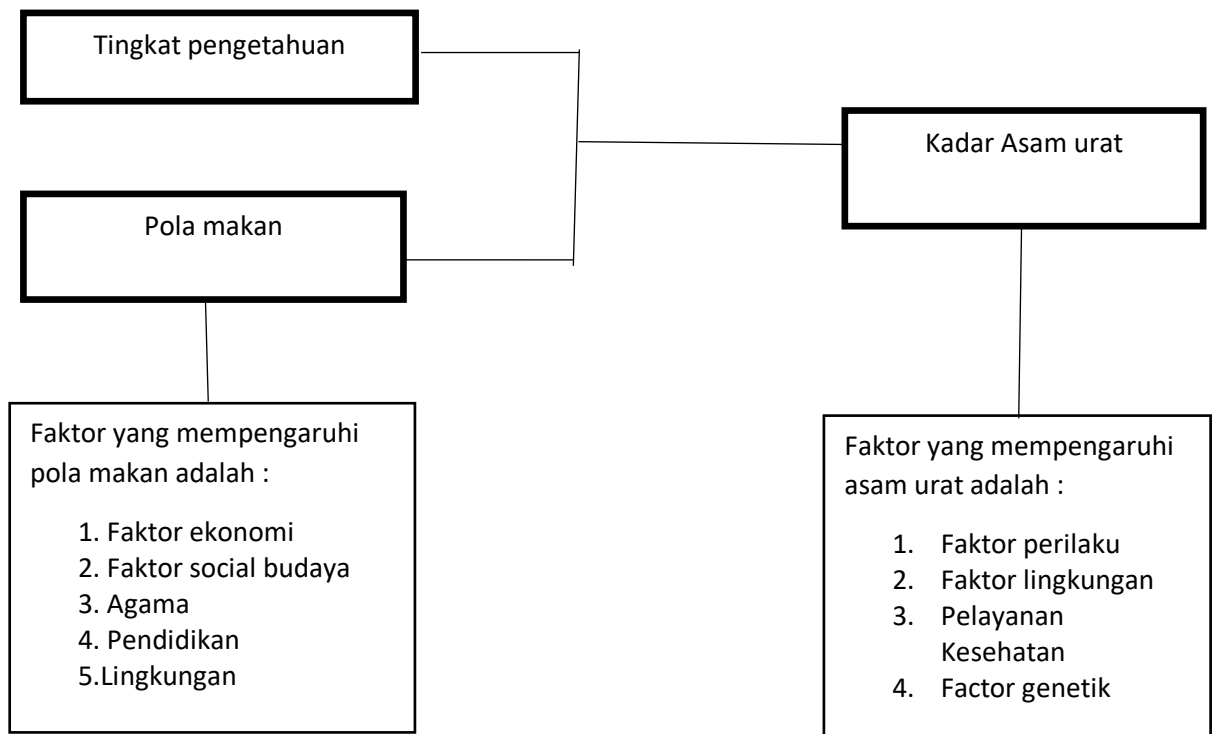 Tingkat pengetahuan
Kadar Asam urat
Pola makan
Faktor yang mempengaruhi
pola makan adalah :
1. Faktor ekonomi
2. Faktor social budaya
3. Agama
4. Pendidikan
5.Lingkungan
Faktor yang mempengaruhi
asam urat adalah :
1. Faktor perilaku
2. Faktor lingkungan
3. Pelayanan
Kesehatan
4. Factor genetik